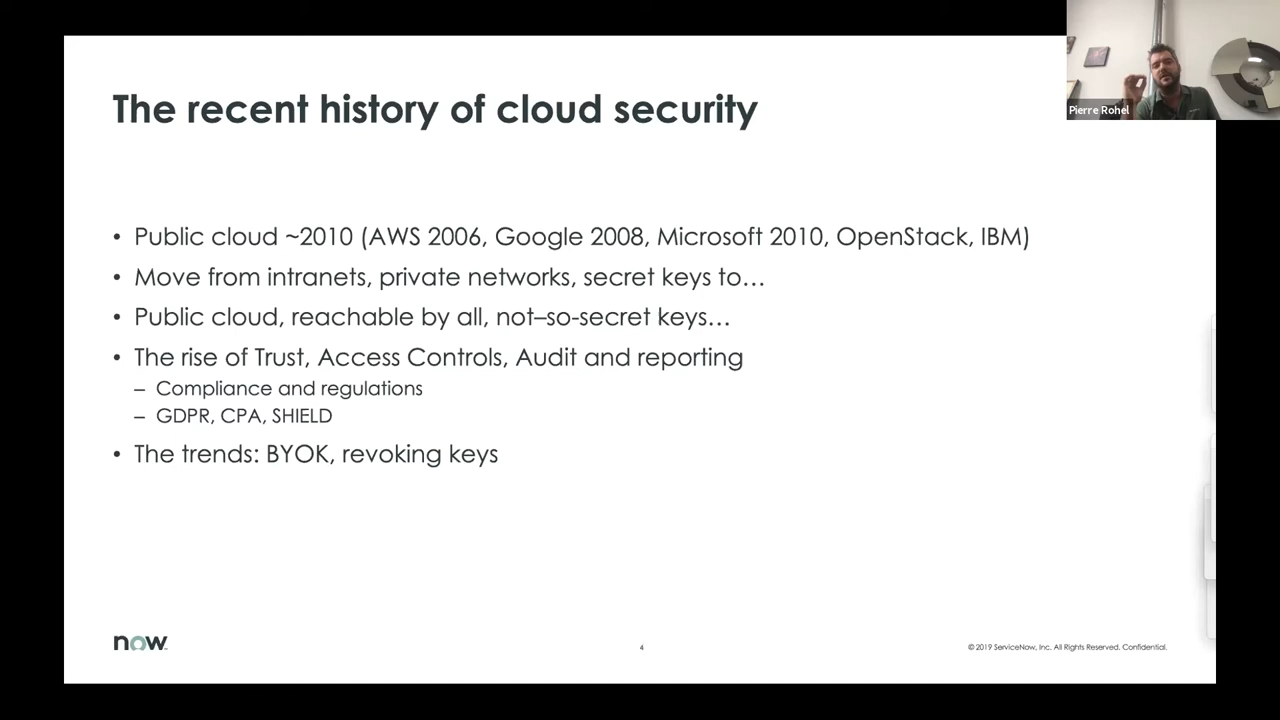 Pierre Rohel
The recent history of cloud security
• Public cloud ~2010 (AWS 2006, Google 2008, Microsoft 2010, OpenStack, IBM)
• Move from intranets, private networks, secret keys to…
• Public cloud, reachable by all, not–so-secret keys…
• The rise of Trust, Access Controls, Audit and reporting
– Compliance and regulations
– GDPR, CPA, SHIELD
• The trends: BYOK, revoking keys
now
4
© 2019 ServiceNow, Inc. All Rights Reserved. Confidential.